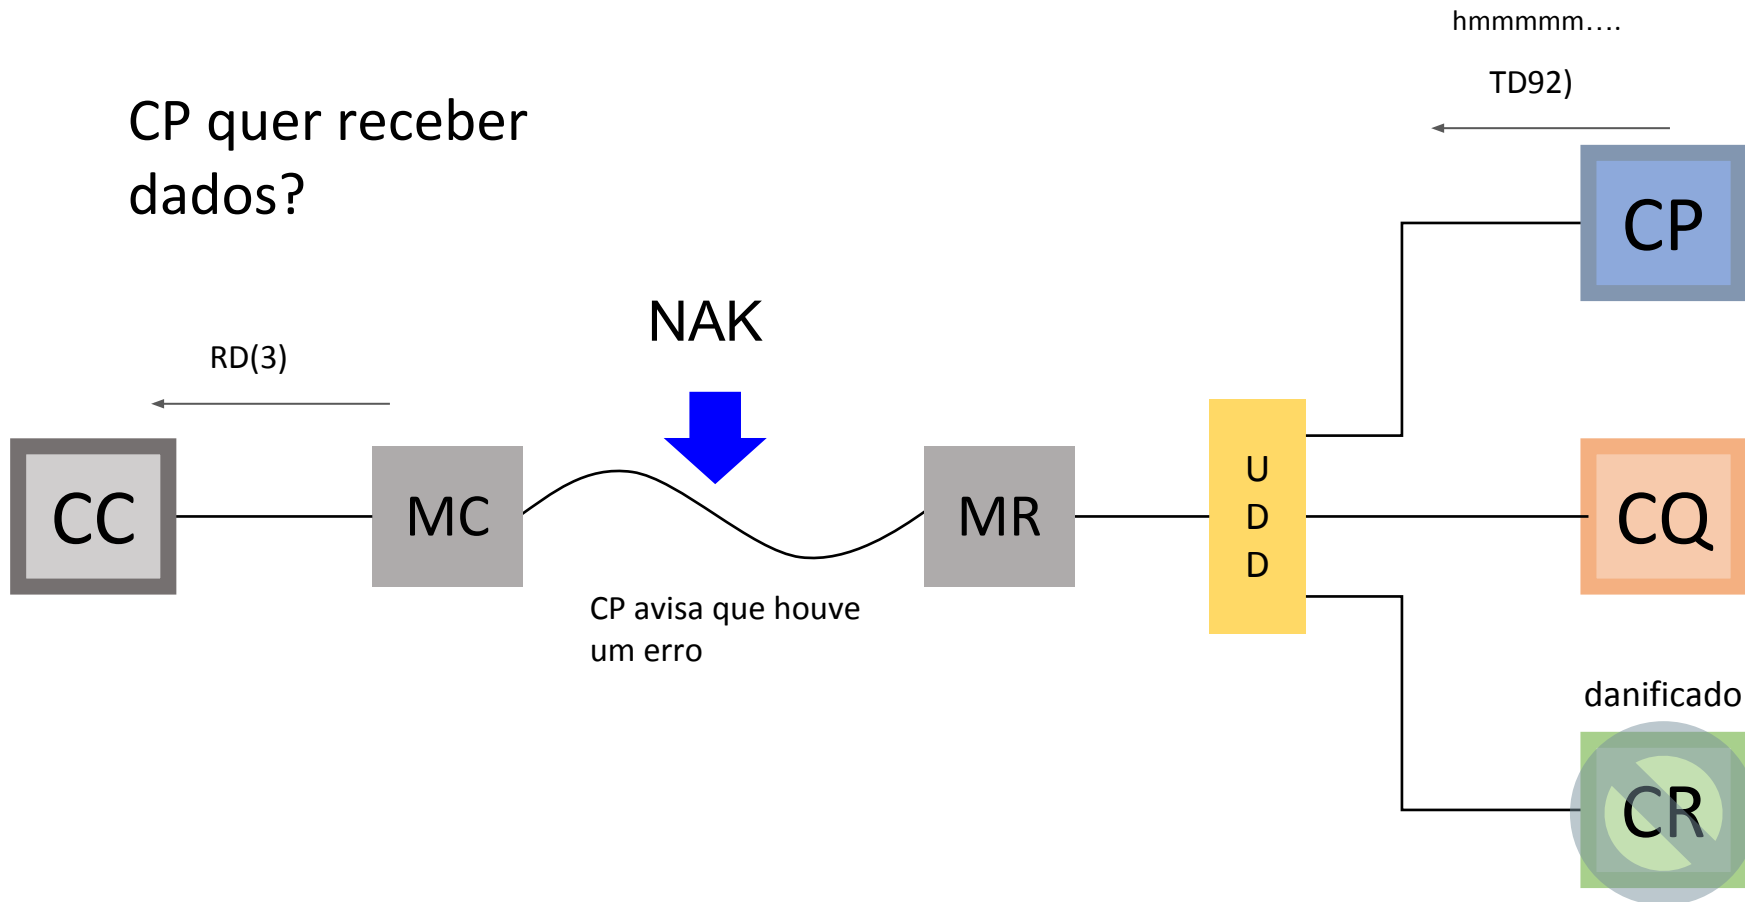 hmmmmm....
TD92)
CP quer receber
dados?
CP
NAK
RD(3)
CC
MC
MR
U
D
D
CQ
CP avisa que houve
um erro
danificado
CR